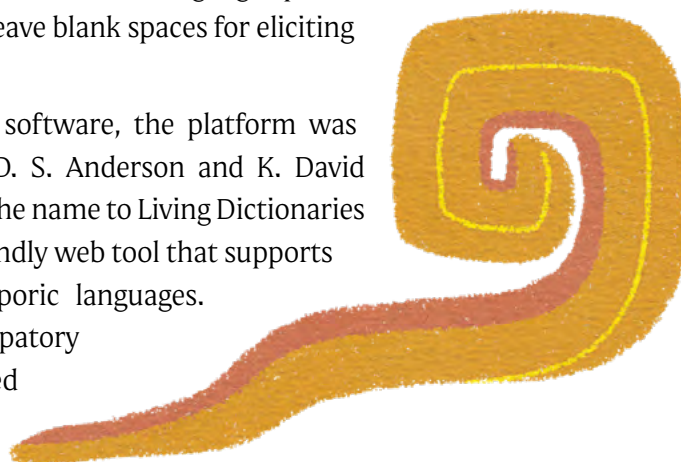 eave blank spaces for eliciting
software, the platform was
D. S. Anderson and K. David
he name to Living Dictionaries
ndly web tool that supports
poric languages.
patory
ed